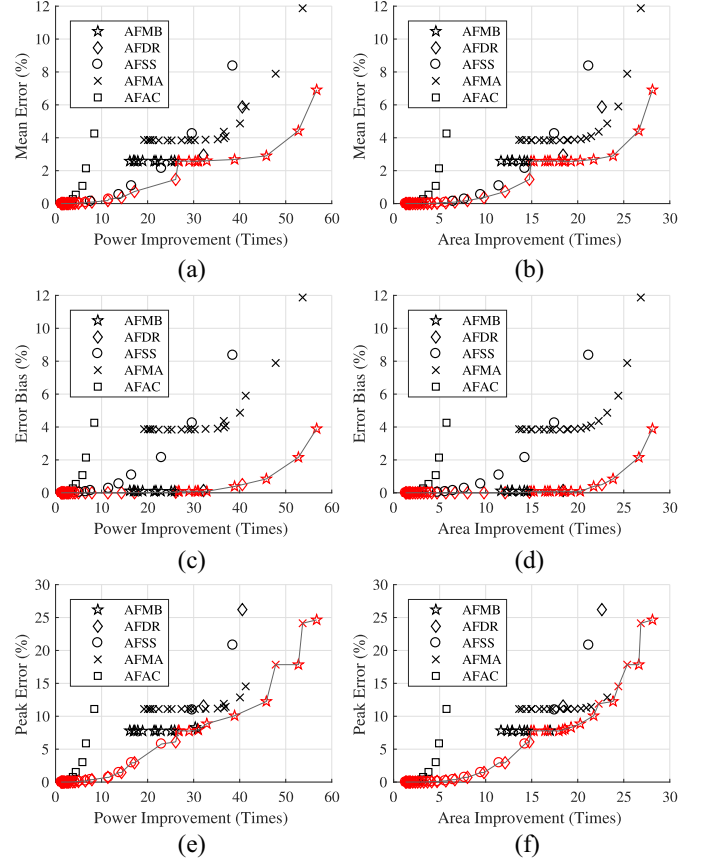 12
10
8
6
4
2
0
Mean Error (%)
AFMB
AFDR
AFSS
AFMA
AFAC
0 10 20 30 40 50 60
Power Improvement (Times)
(a)
12
10
8
6
4
2
0
Mean Error (%)
AFMB
AFDR
AFSS
AFMA
AFAC
0 5 10 15 20 25 30
Area Improvement (Times)
(b)
12
10
8
6
4
2
0
Error Bias (%)
AFMB
AFDR
AFSS
AFMA
AFAC
0 10 20 30 40 50 60
Power Improvement (Times)
(c)
12
10
8
6
4
2
0
Error Bias (%)
AFMB
AFDR
AFSS
AFMA
AFAC
0 5 10 15 20 25 30
Area Improvement (Times)
(d)
30
25
20
15
10
5
0
Peak Error (%)
AFMB
AFDR
AFSS
AFMA
AFAC
0 10 20 30 40 50 60
Power Improvement (Times)
(e)
30
25
20
15
10
5
0
Peak Error (%)
AFMB
AFDR
AFSS
AFMA
AFAC
0 5 10 15 20 25 30
Area Improvement (Times)
(f)